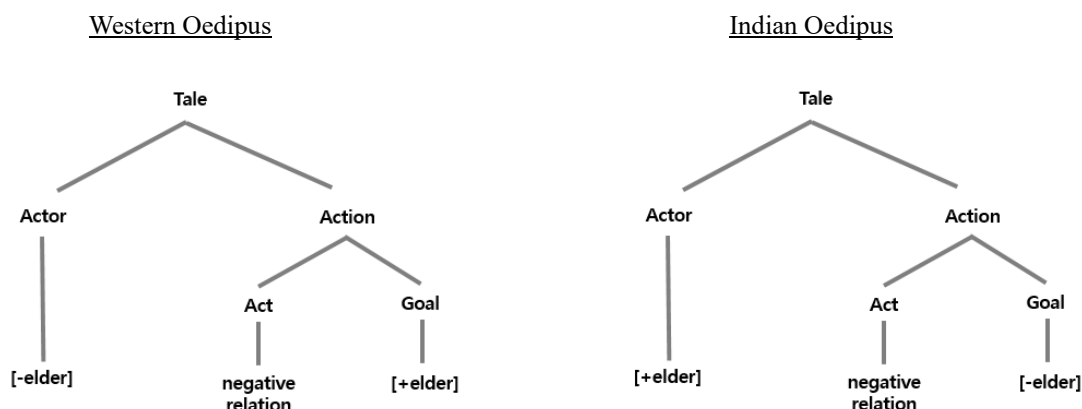 Western Oedipus
Indian Oedipus
Tale
Tale
Actor
Action
Actor
Action
Act
Goal
Act
Goal
[-elder]
negative
relation
[+elder]
[+elder]
negative
relation
[-elder]